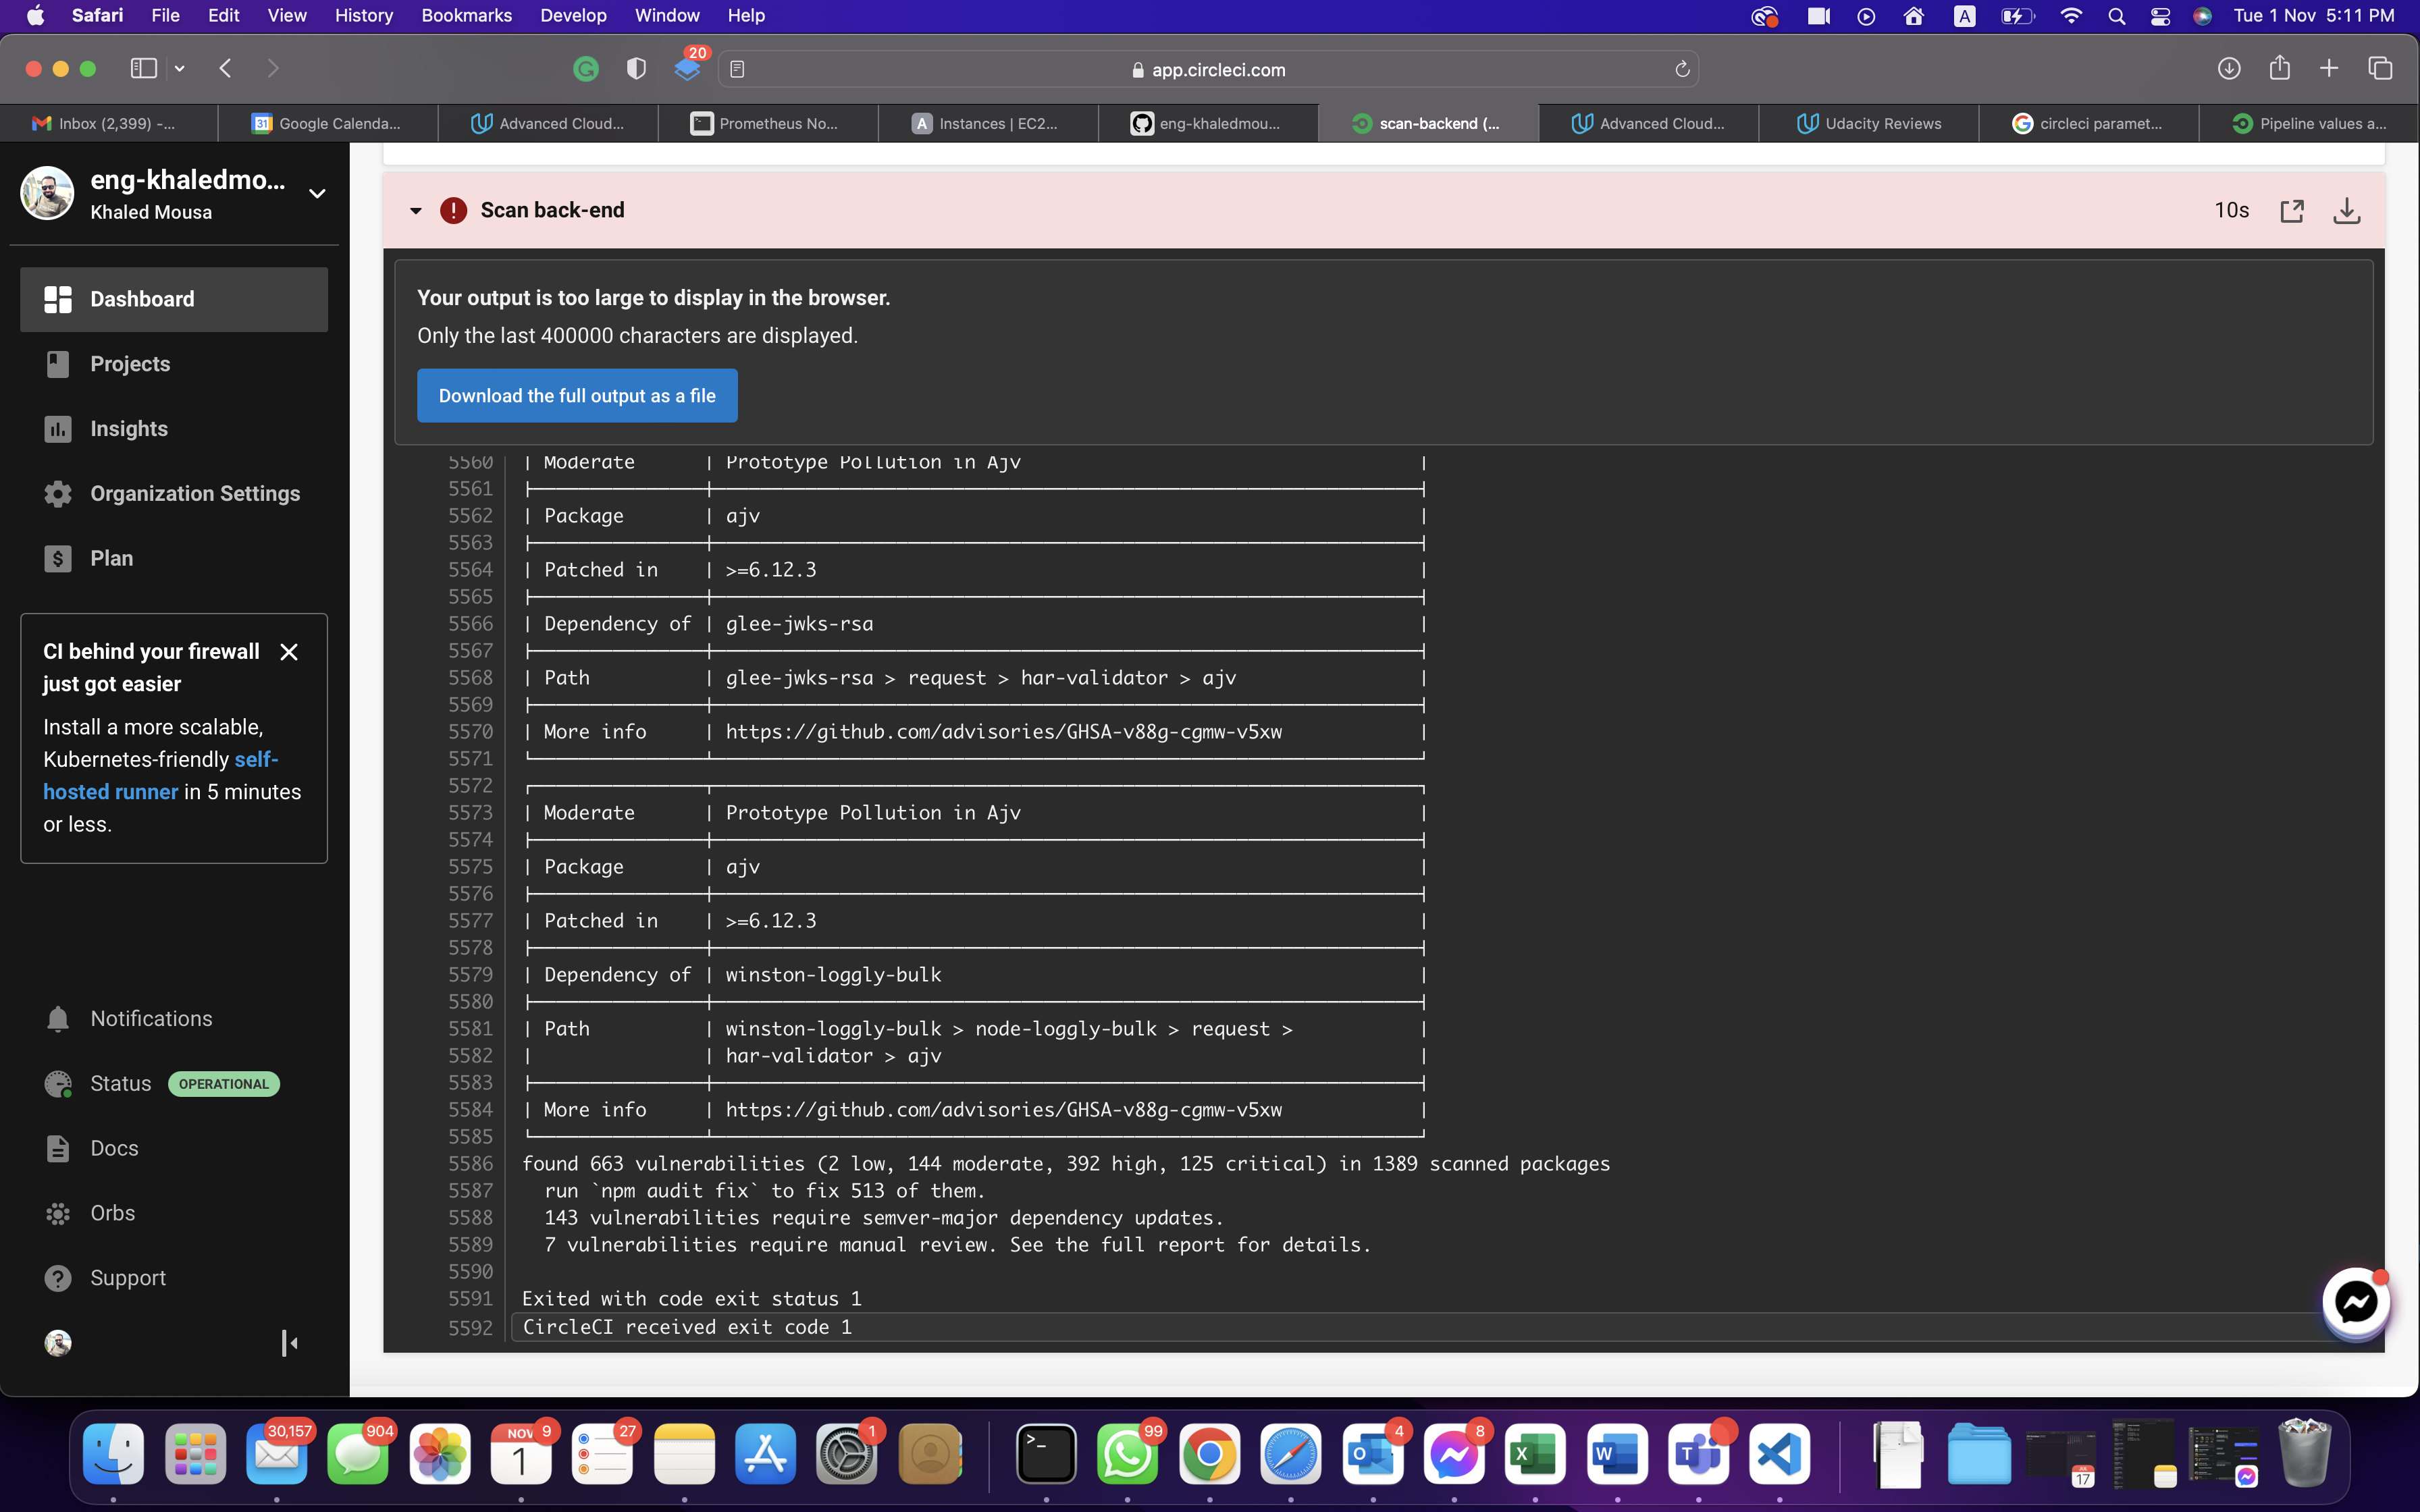 Safari File Edit View History Bookmarks Develop Window Help A Tue 1 Nov 5:11 PM
20
app.circleci.com
Inbox (2,399) -...
31 Google Calenda...
Advanced Cloud...
Prometheus No...
A Instances | EC2...
eng-khaledmou...
scan-backend (...
Advanced Cloud...
Udacity Reviews
circleci paramet...
Pipeline values a...
eng-khaledmo...
Khaled Mousa
Dashboard
Projects
Insights
Organization Settings
Plan
CI behind your firewall
just got easier
Install a more scalable,
Kubernetes-friendly self-
hosted runner in 5 minutes
or less.
Notifications
Status OPERATIONAL
Docs
Orbs
Support
Scan back-end 10s
Your output is too large to display in the browser.
Only the last 400000 characters are displayed.
Download the full output as a file
5560 | Moderate | Prototype Pollution in Ajv |
5561
5562 | Package | ajv |
5563
5564 | Patched in | >=6.12.3 |
5565
5566 | Dependency of | glee-jwks-rsa |
5567
5568 | Path | glee-jwks-rsa > request > har-validator > ajv |
5569
5570 | More info | https://github.com/advisories/GHSA-v88g-cgmw-v5xw |
5571
5572
5573 | Moderate | Prototype Pollution in Ajv |
5574
5575 | Package | ajv |
5576
5577 | Patched in | >=6.12.3 |
5578
5579 | Dependency of | winston-loggly-bulk |
5580
5581 | Path | winston-loggly-bulk > node-loggly-bulk > request > |
5582 | | har-validator > ajv |
5583
5584 | More info | https://github.com/advisories/GHSA-v88g-cgmw-v5xw |
5585
5586 found 663 vulnerabilities (2 low, 144 moderate, 392 high, 125 critical) in 1389 scanned packages
5587 run `npm audit fix` to fix 513 of them.
5588 143 vulnerabilities require semver-major dependency updates.
5589 7 vulnerabilities require manual review. See the full report for details.
5590
5591 Exited with code exit status 1
5592 CircleCI received exit code 1
30,157 904 NOV 1 9 27 1 99 4 8 17